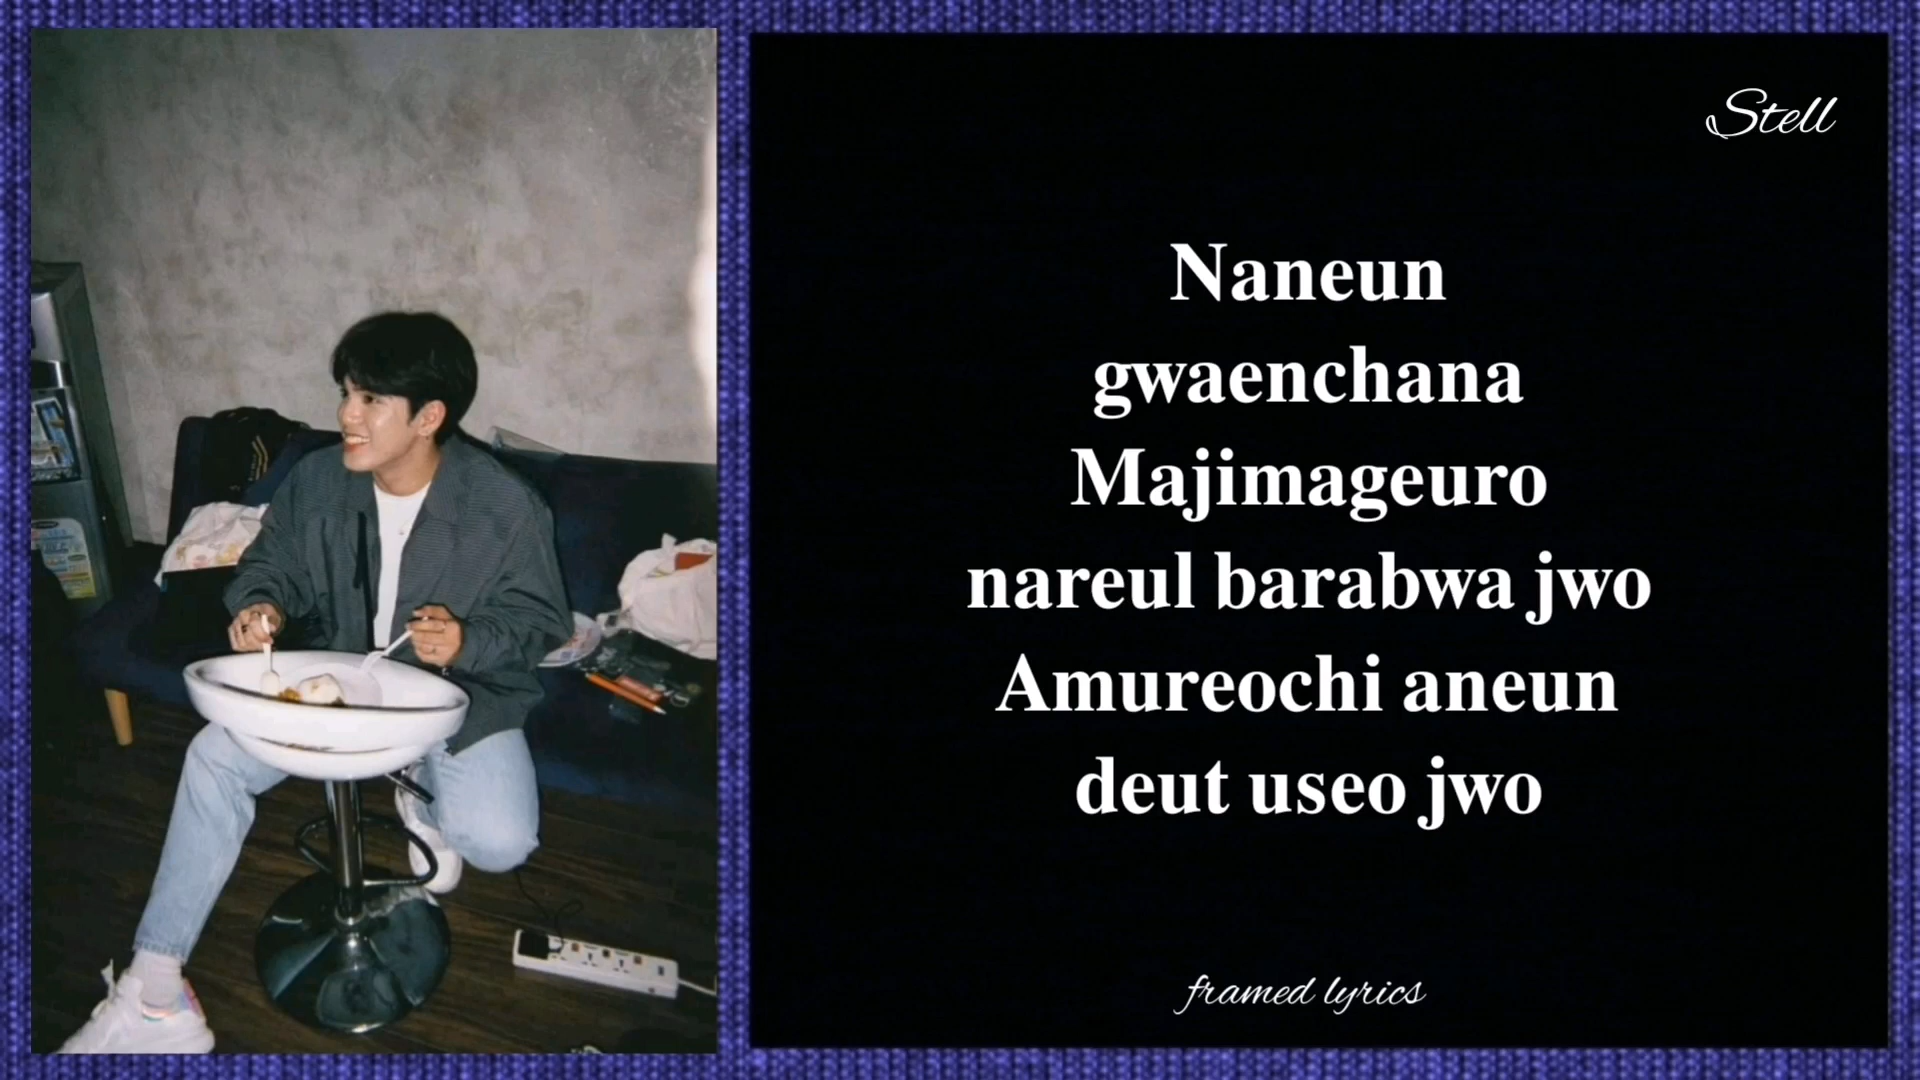 Stell
Naneun
gwaenchana
Majimageuro
nareul barabwa jwo
Amureochi aneun
deut useo jwo
framed lyrics